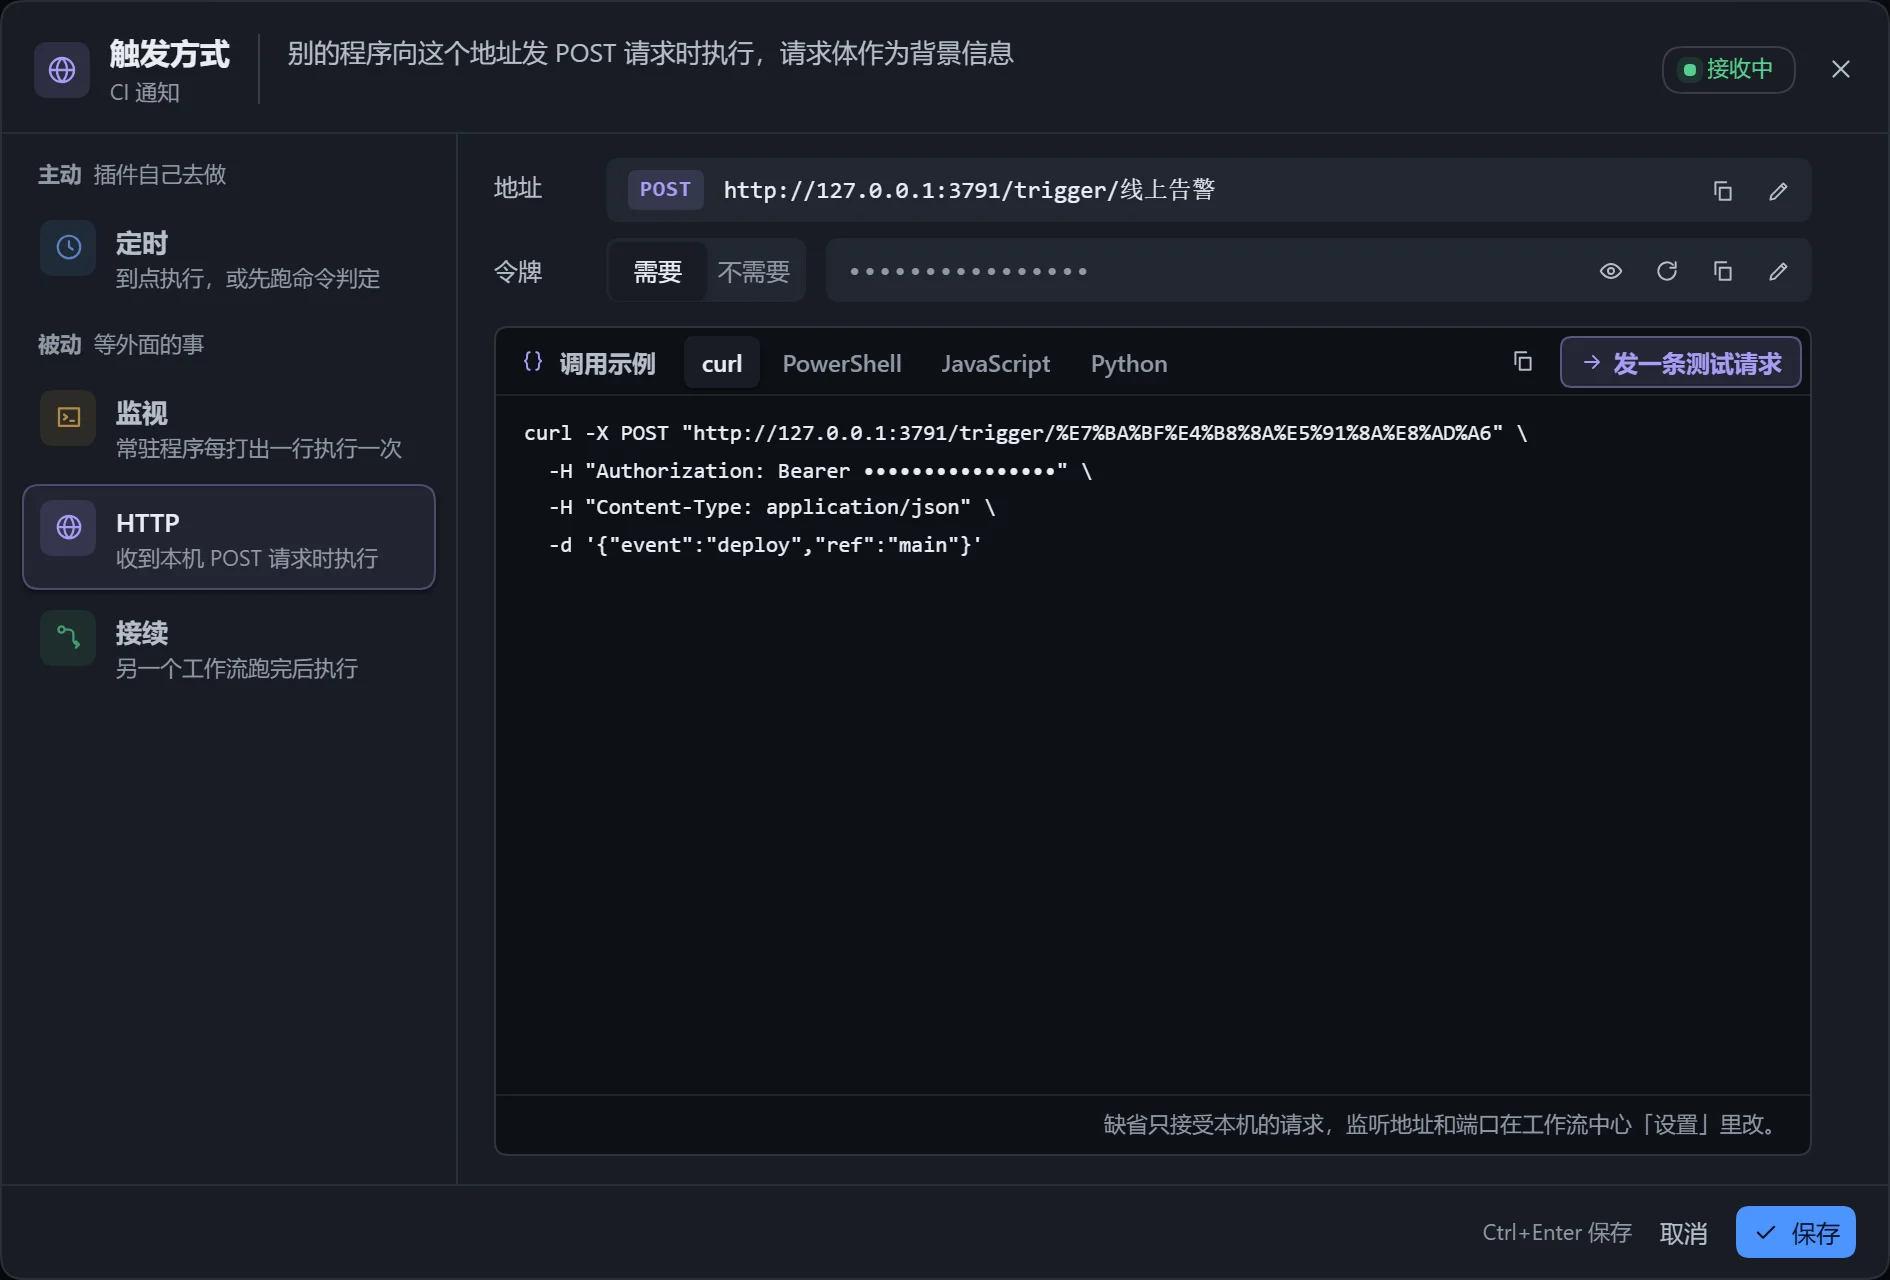 触发方式
CI 通知
别的程序向这个地址发 POST 请求时执行，请求体作为背景信息
接收中
主动 插件自己去做
定时
到点执行，或先跑命令判定
被动 等外面的事
监视
常驻程序每打出一行执行一次
HTTP
收到本机 POST 请求时执行
接续
另一个工作流跑完后执行
地址
POST http://127.0.0.1:3791/trigger/线上告警
令牌
需要 不需要 ••••••••••••••••
{} 调用示例 curl PowerShell JavaScript Python
→ 发一条测试请求
curl -X POST "http://127.0.0.1:3791/trigger/%E7%BA%BF%E4%B8%8A%E5%91%8A%E8%AD%A6" \
  -H "Authorization: Bearer ••••••••••••••••" \
  -H "Content-Type: application/json" \
  -d '{"event":"deploy","ref":"main"}'
缺省只接受本机的请求，监听地址和端口在工作流中心「设置」里改。
Ctrl+Enter 保存 取消 保存